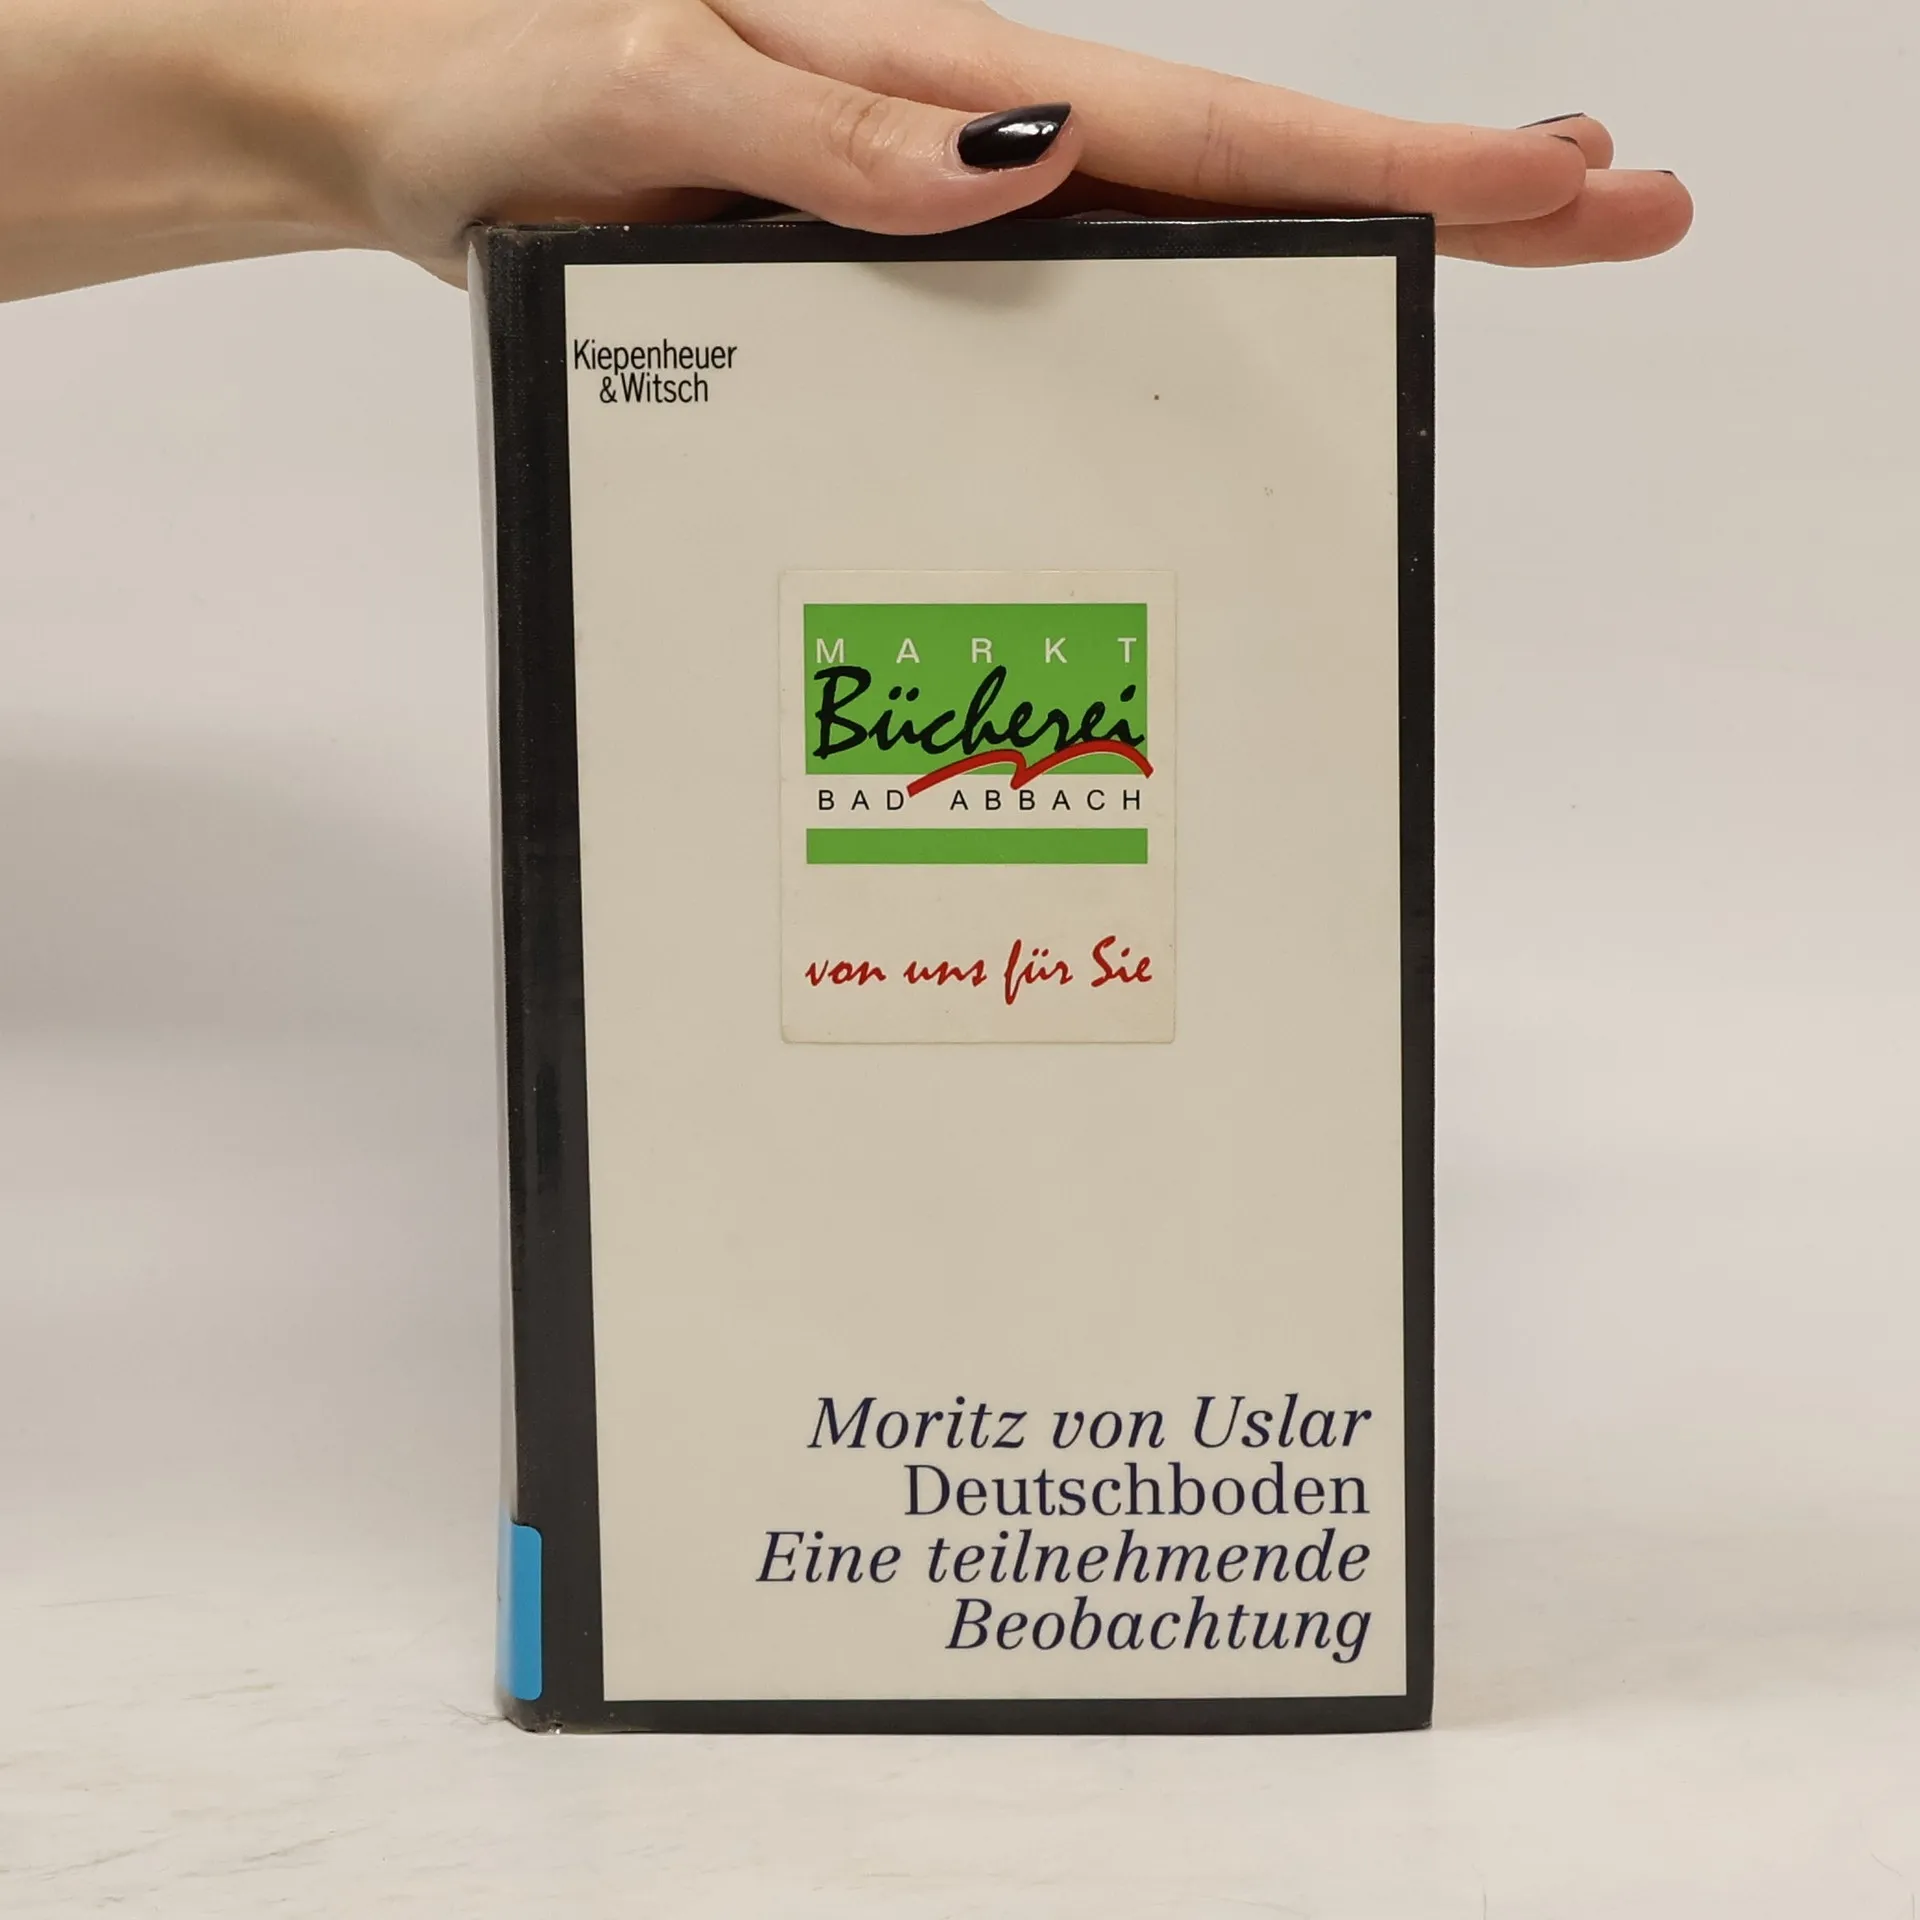 Kiepenheuer
&Witsch
MARKT
Bücherei
BAD ABBACH
von uns für Sie
Moritz von Uslar
Deutschboden
Eine teilnehmende
Beobachtung